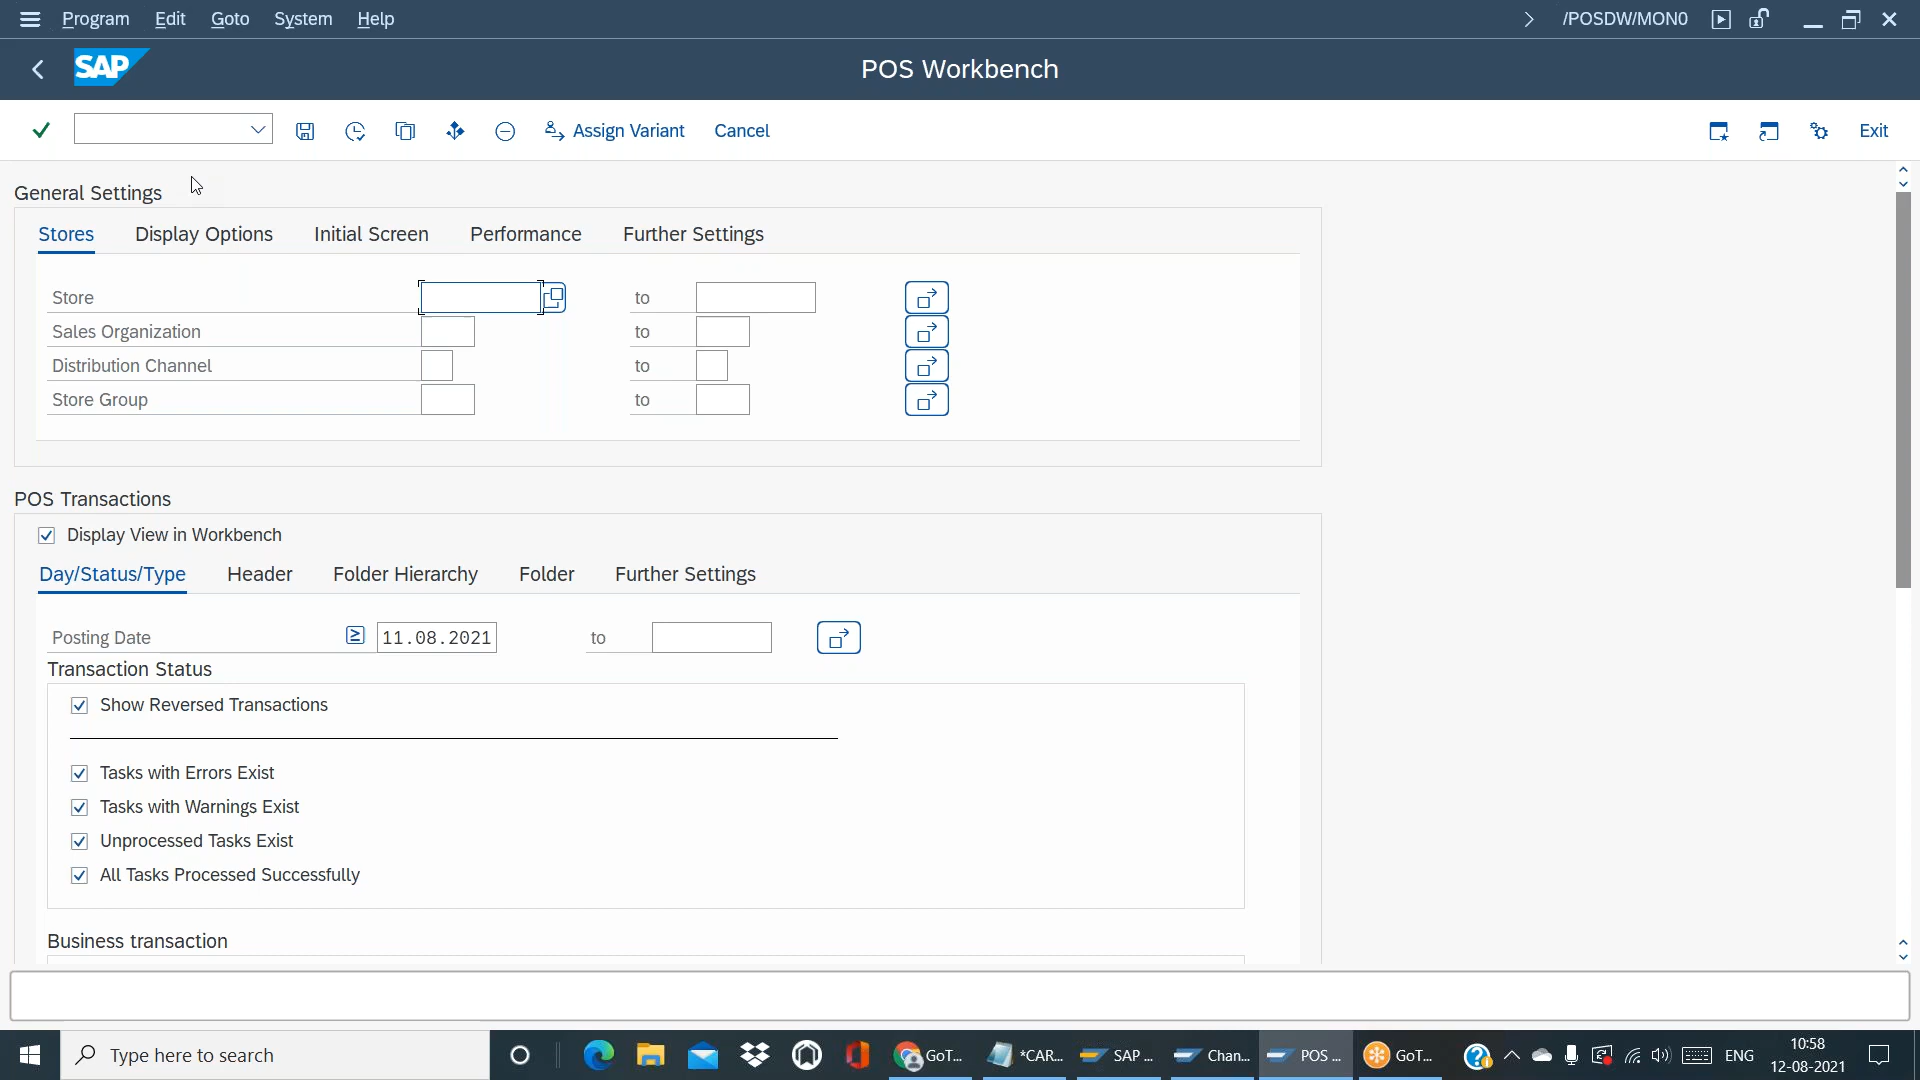 Program Edit Goto System Help /POSDW/MON0
SAP POS Workbench
Assign Variant Cancel Exit
General Settings
Stores Display Options Initial Screen Performance Further Settings
Store to
Sales Organization to
Distribution Channel to
Store Group to
POS Transactions
Display View in Workbench
Day/Status/Type Header Folder Hierarchy Folder Further Settings
Posting Date 11.08.2021 to
Transaction Status
Show Reversed Transactions
Tasks with Errors Exist
Tasks with Warnings Exist
Unprocessed Tasks Exist
All Tasks Processed Successfully
Business transaction
Type here to search GoT... *CAR... SAP ... Chan... POS ... GoT... ENG 10:58
12-08-2021